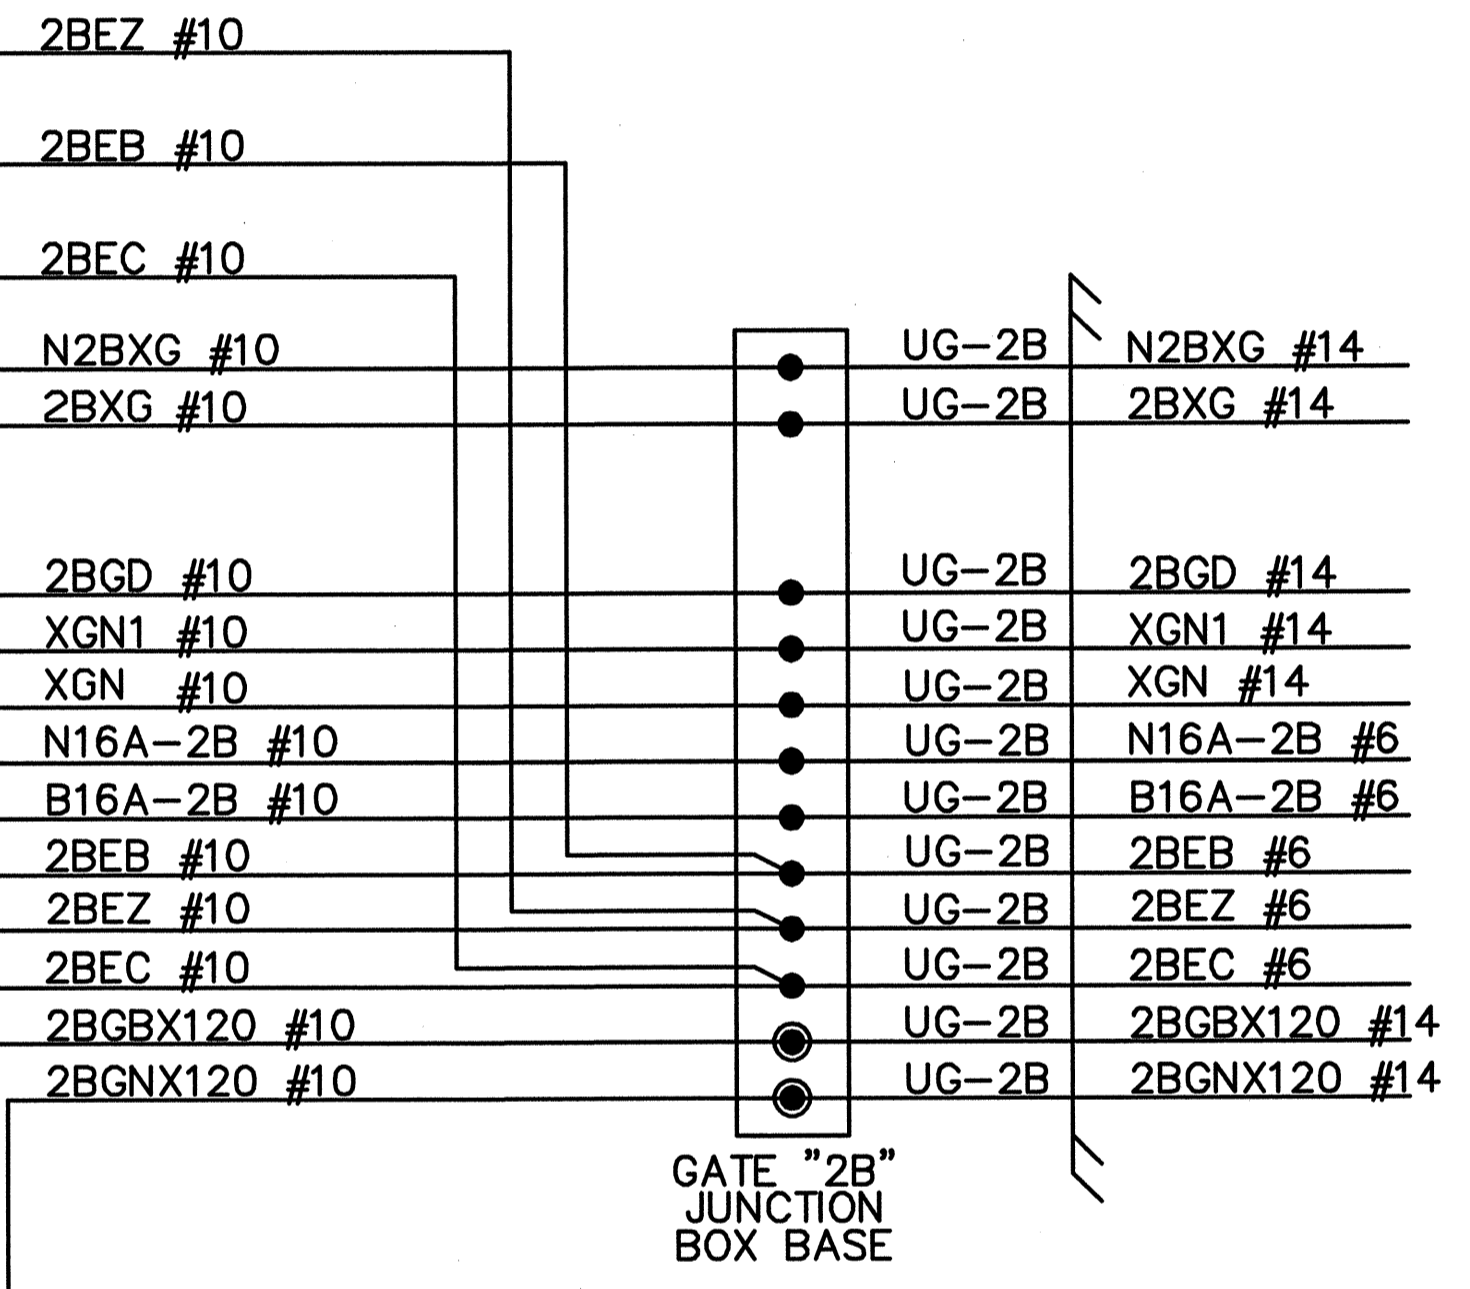 2BEZ #10
2BEB #10
2BEC #10
N2BXG #10 UG-2B N2BXG #14
2BXG #10 UG-2B 2BXG #14
2BGD #10 UG-2B 2BGD #14
XGN1 #10 UG-2B XGN1 #14
XGN #10 UG-2B XGN #14
N16A-2B #10 UG-2B N16A-2B #6
B16A-2B #10 UG-2B B16A-2B #6
2BEB #10 UG-2B 2BEB #6
2BEZ #10 UG-2B 2BEZ #6
2BEC #10 UG-2B 2BEC #6
2BGBX120 #10 UG-2B 2BGBX120 #14
2BGNX120 #10 UG-2B 2BGNX120 #14
GATE "2B"
JUNCTION
BOX BASE